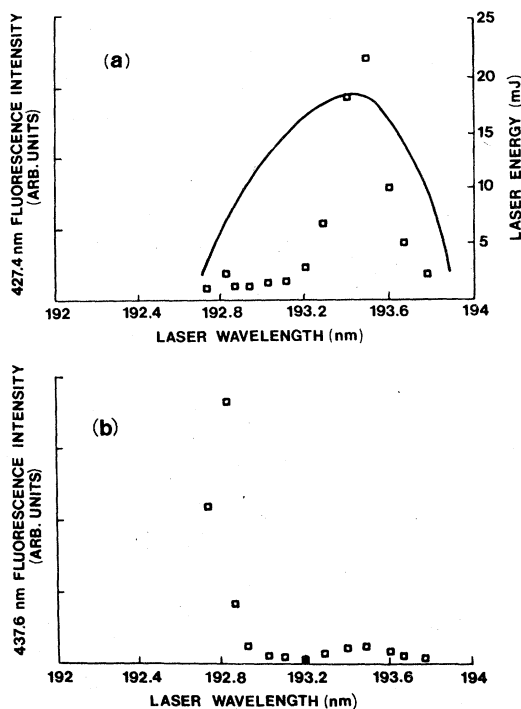 (a)
427.4 nm FLUORESCENCE INTENSITY
(ARB. UNITS)
25
20
15
10
5
LASER ENERGY (mJ)
192 192.4 192.8 193.2 193.6 194
LASER WAVELENGTH (nm)
(b)
437.6 nm FLUORESCENCE INTENSITY
(ARB. UNITS)
192 192.4 192.8 193.2 193.6 194
LASER WAVELENGTH (nm)